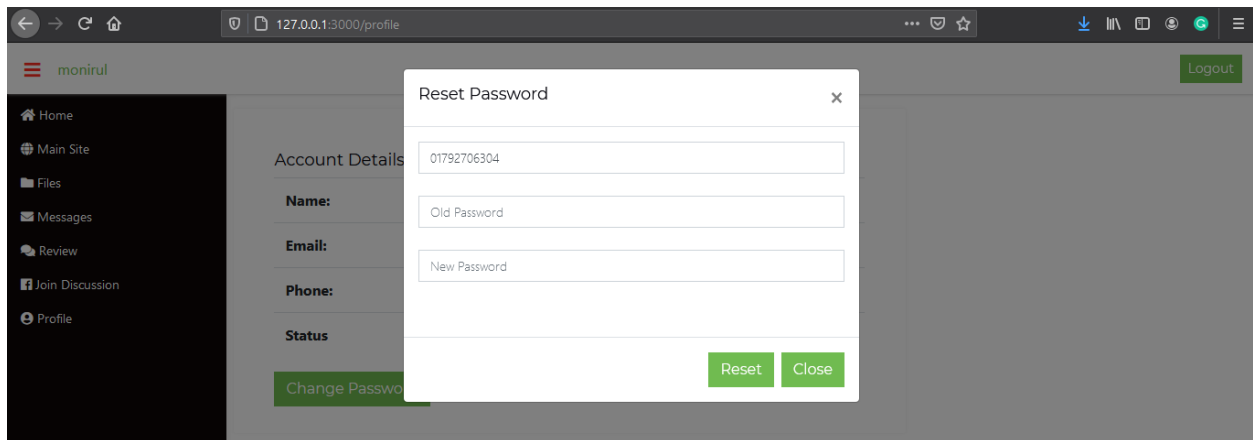 127.0.0.1:3000/profile
monirul
Logout
Home
Main Site
Files
Messages
Review
Join Discussion
Profile
Account Details
Name:
Email:
Phone:
Status
Change Passwo
Reset Password
×
01792706304
Old Password
New Password
Reset Close